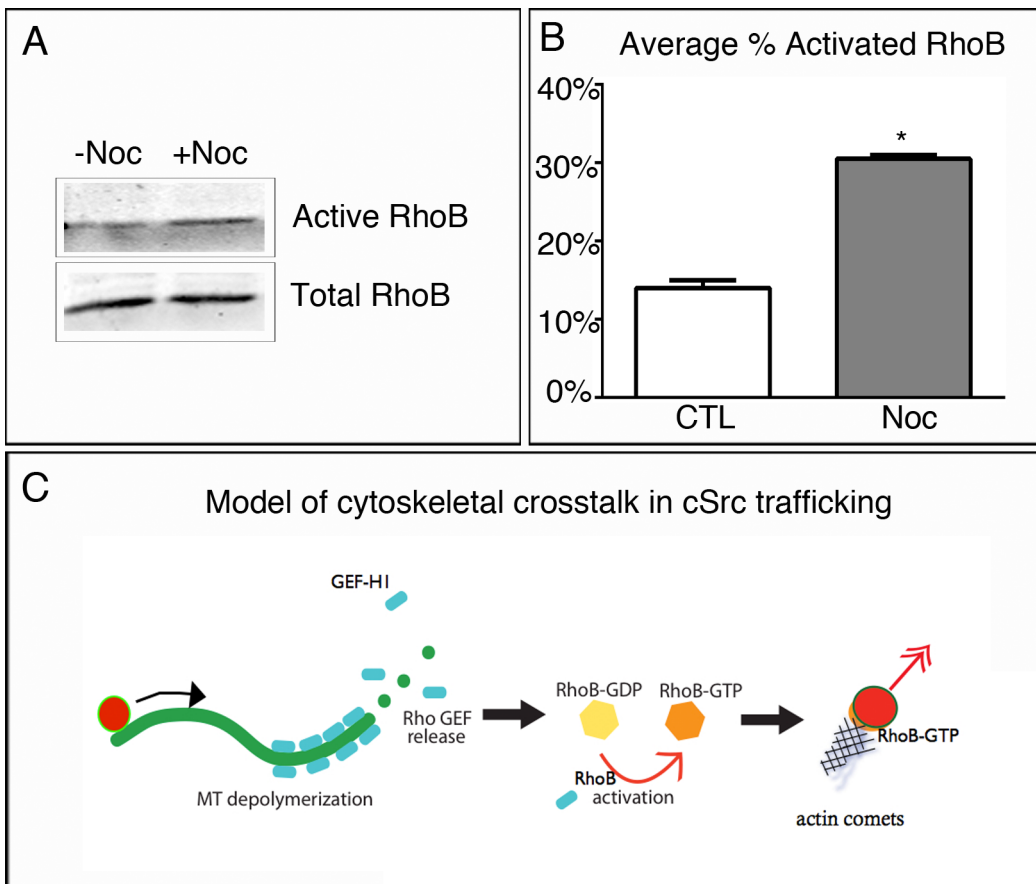 A
-Noc +Noc
Active RhoB
Total RhoB
B
Average % Activated RhoB
40%
30%
20%
10%
0%
*
CTL Noc
C
Model of cytoskeletal crosstalk in cSrc trafficking
GEF-H1
Rho GEF
release
MT depolymerization
RhoB-GDP RhoB-GTP
RhoB
activation
RhoB-GTP
actin comets